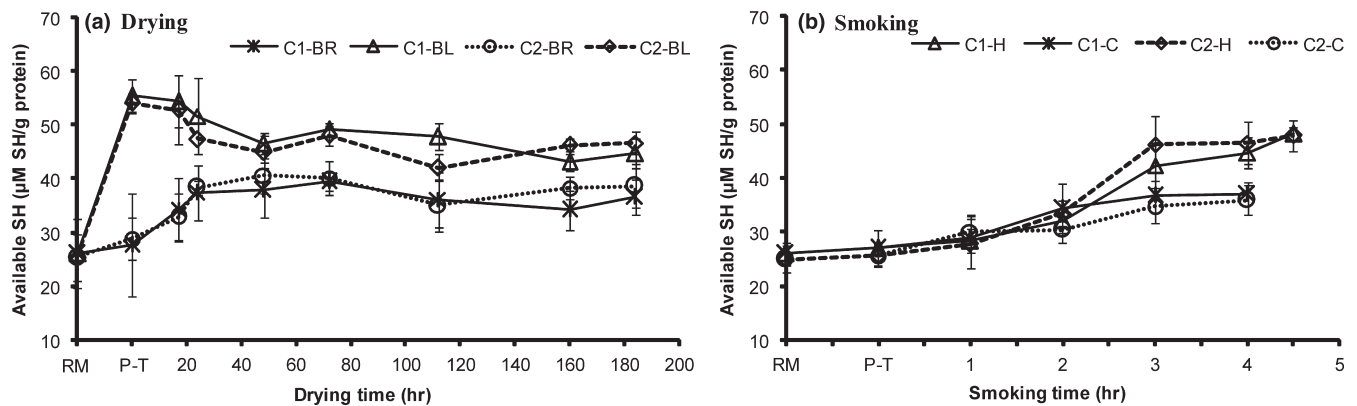 (a) Drying
C1-BR C1-BL C2-BR C2-BL
Available SH (µM SH/g protein)
70
60
50
40
30
20
10
RM P-T 20 40 60 80 100 120 140 160 180 200
Drying time (hr)
(b) Smoking
C1-H C1-C C2-H C2-C
Available SH (µM SH/g protein)
70
60
50
40
30
20
10
RM P-T 1 2 3 4 5
Smoking time (hr)